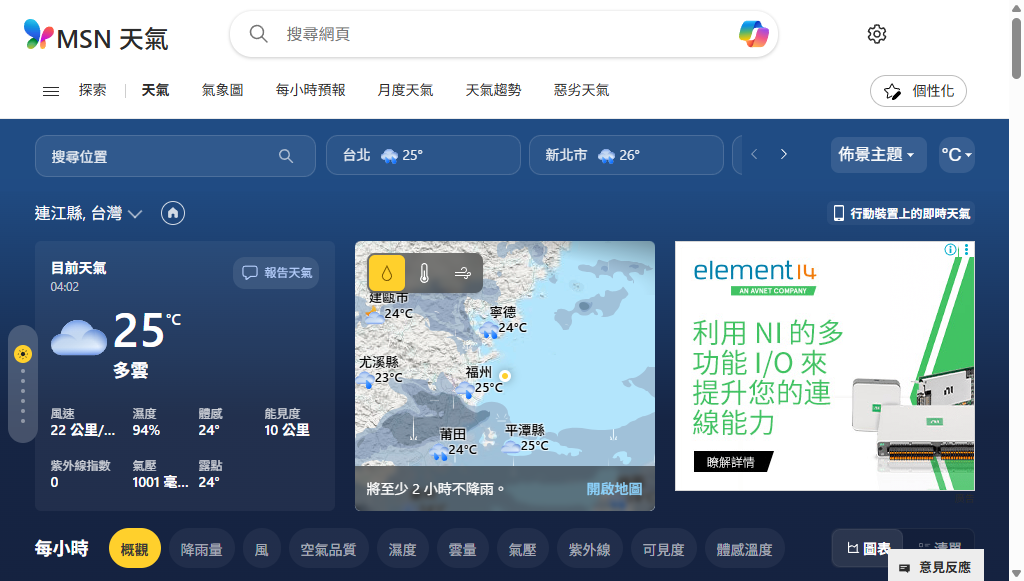 MSN 天氣
搜尋網頁
探索
天氣
氣象圖
每小時預報
月度天氣
天氣趨勢
惡劣天氣
個性化
搜尋位置
台北 25°
新北市 26°
佈景主題
°C
連江縣, 台灣
行動裝置上的即時天氣
目前天氣
04:02
報告天氣
25°C
多雲
風速
22 公里/...
濕度
94%
體感
24°
能見度
10 公里
紫外線指數
0
氣壓
1001 毫...
露點
24°
建甌市
24°C
寧德
24°C
尤溪縣
23°C
福州
25°C
莆田
24°C
平潭縣
25°C
將至少 2 小時不降雨。
開啟地圖
element14
AN AVNET COMPANY
利用 NI 的多
功能 I/O 來
提升您的連
線能力
瞭解詳情
每小時
概觀
降雨量
風
空氣品質
濕度
雲量
氣壓
紫外線
可見度
體感溫度
圖表
清單
意見反應